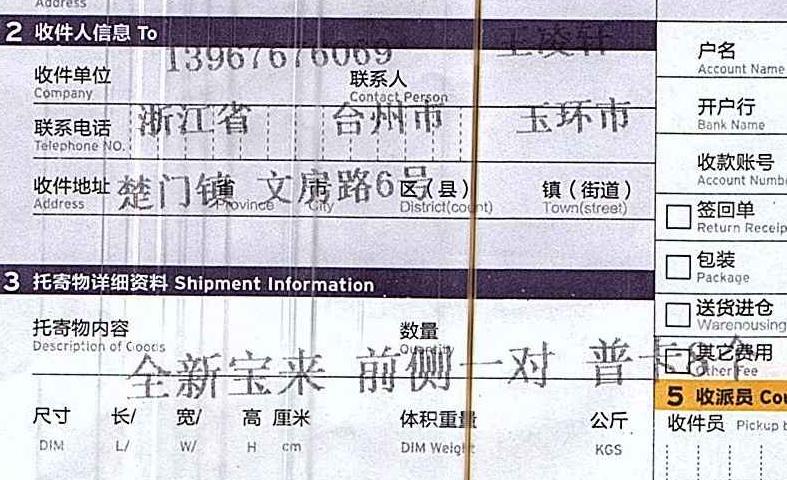 Address
2 收件人信息 To
13967676069 王凌轩
收件单位 联系人 户名
Company Contact Person Account Name
浙江省 台州市 玉环市
联系电话 开户行
Telephone NO. Bank Name
收款账号
Account Numb
收件地址 省 市 区(县) 镇(街道)
Address Province City District(count) Town(street)
楚门镇 文房路6号
签回单
Return Receip
包装
Package
3 托寄物详细资料 Shipment Information
送货进仓
Warenousing
托寄物内容 数量
Description of Goods Quantity
全新宝来 前侧一对 普卡8个
其它费用
Other Fee
5 收派员 Cou
尺寸 长/ 宽/ 高 厘米 体积重量 公斤
DIM L/ W/ H cm DIM Weight KGS
收件员 Pickup b